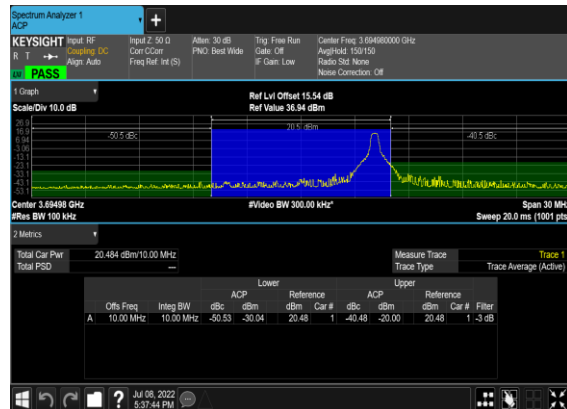 Spectrum Analyzer 1
ACP
+
KEYSIGHT Input: RF Input Z: 50 Ω Atten: 30 dB Trig: Free Run Center Freq: 3.694980000 GHz
R T Coupling: DC Corr CCorr PNO: Best Wide Gate: Off Avg|Hold: 150/150
Align: Auto Freq Ref: Int (S) IF Gain: Low Radio Std: None
LW PASS Noise Correction: Off
1 Graph
Ref Lvl Offset 15.54 dB
Scale/Div 10.0 dB Ref Value 36.94 dBm
26.9
16.9 -50.5 dBc 20.5 dBm -40.5 dBc
6.94
-3.06
-13.1
-23.1
-33.1
-43.1
-53.1
Center 3.69498 GHz #Video BW 300.00 kHz* Span 30 MHz
#Res BW 100 kHz Sweep 20.0 ms (1001 pts
2 Metrics
Total Car Pwr 20.484 dBm/10.00 MHz Measure Trace Trace 1
Total PSD --- Trace Type Trace Average (Active)
Lower Upper
ACP Reference ACP Reference
Offs Freq Integ BW dBc dBm dBm Car # dBc dBm dBm Car # Filter
A 10.00 MHz 10.00 MHz -50.53 -30.04 20.48 1 -40.48 -20.00 20.48 1 -3 dB
?
Jul 08, 2022
5:37:44 PM